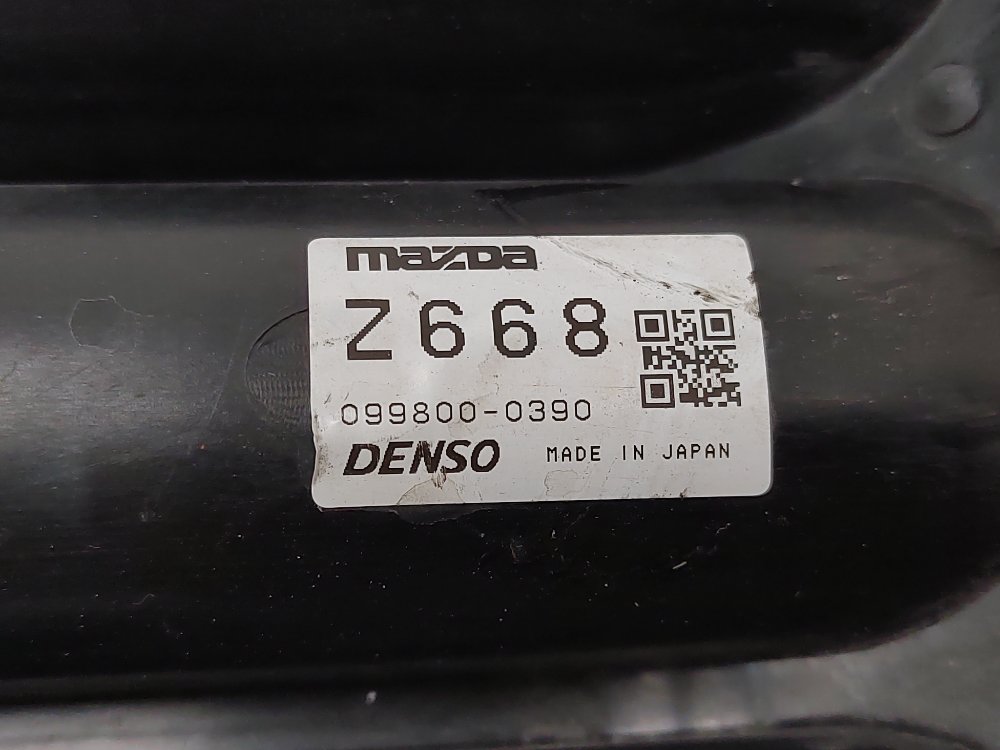 mazda
Z668
099800-0390
DENSO MADE IN JAPAN